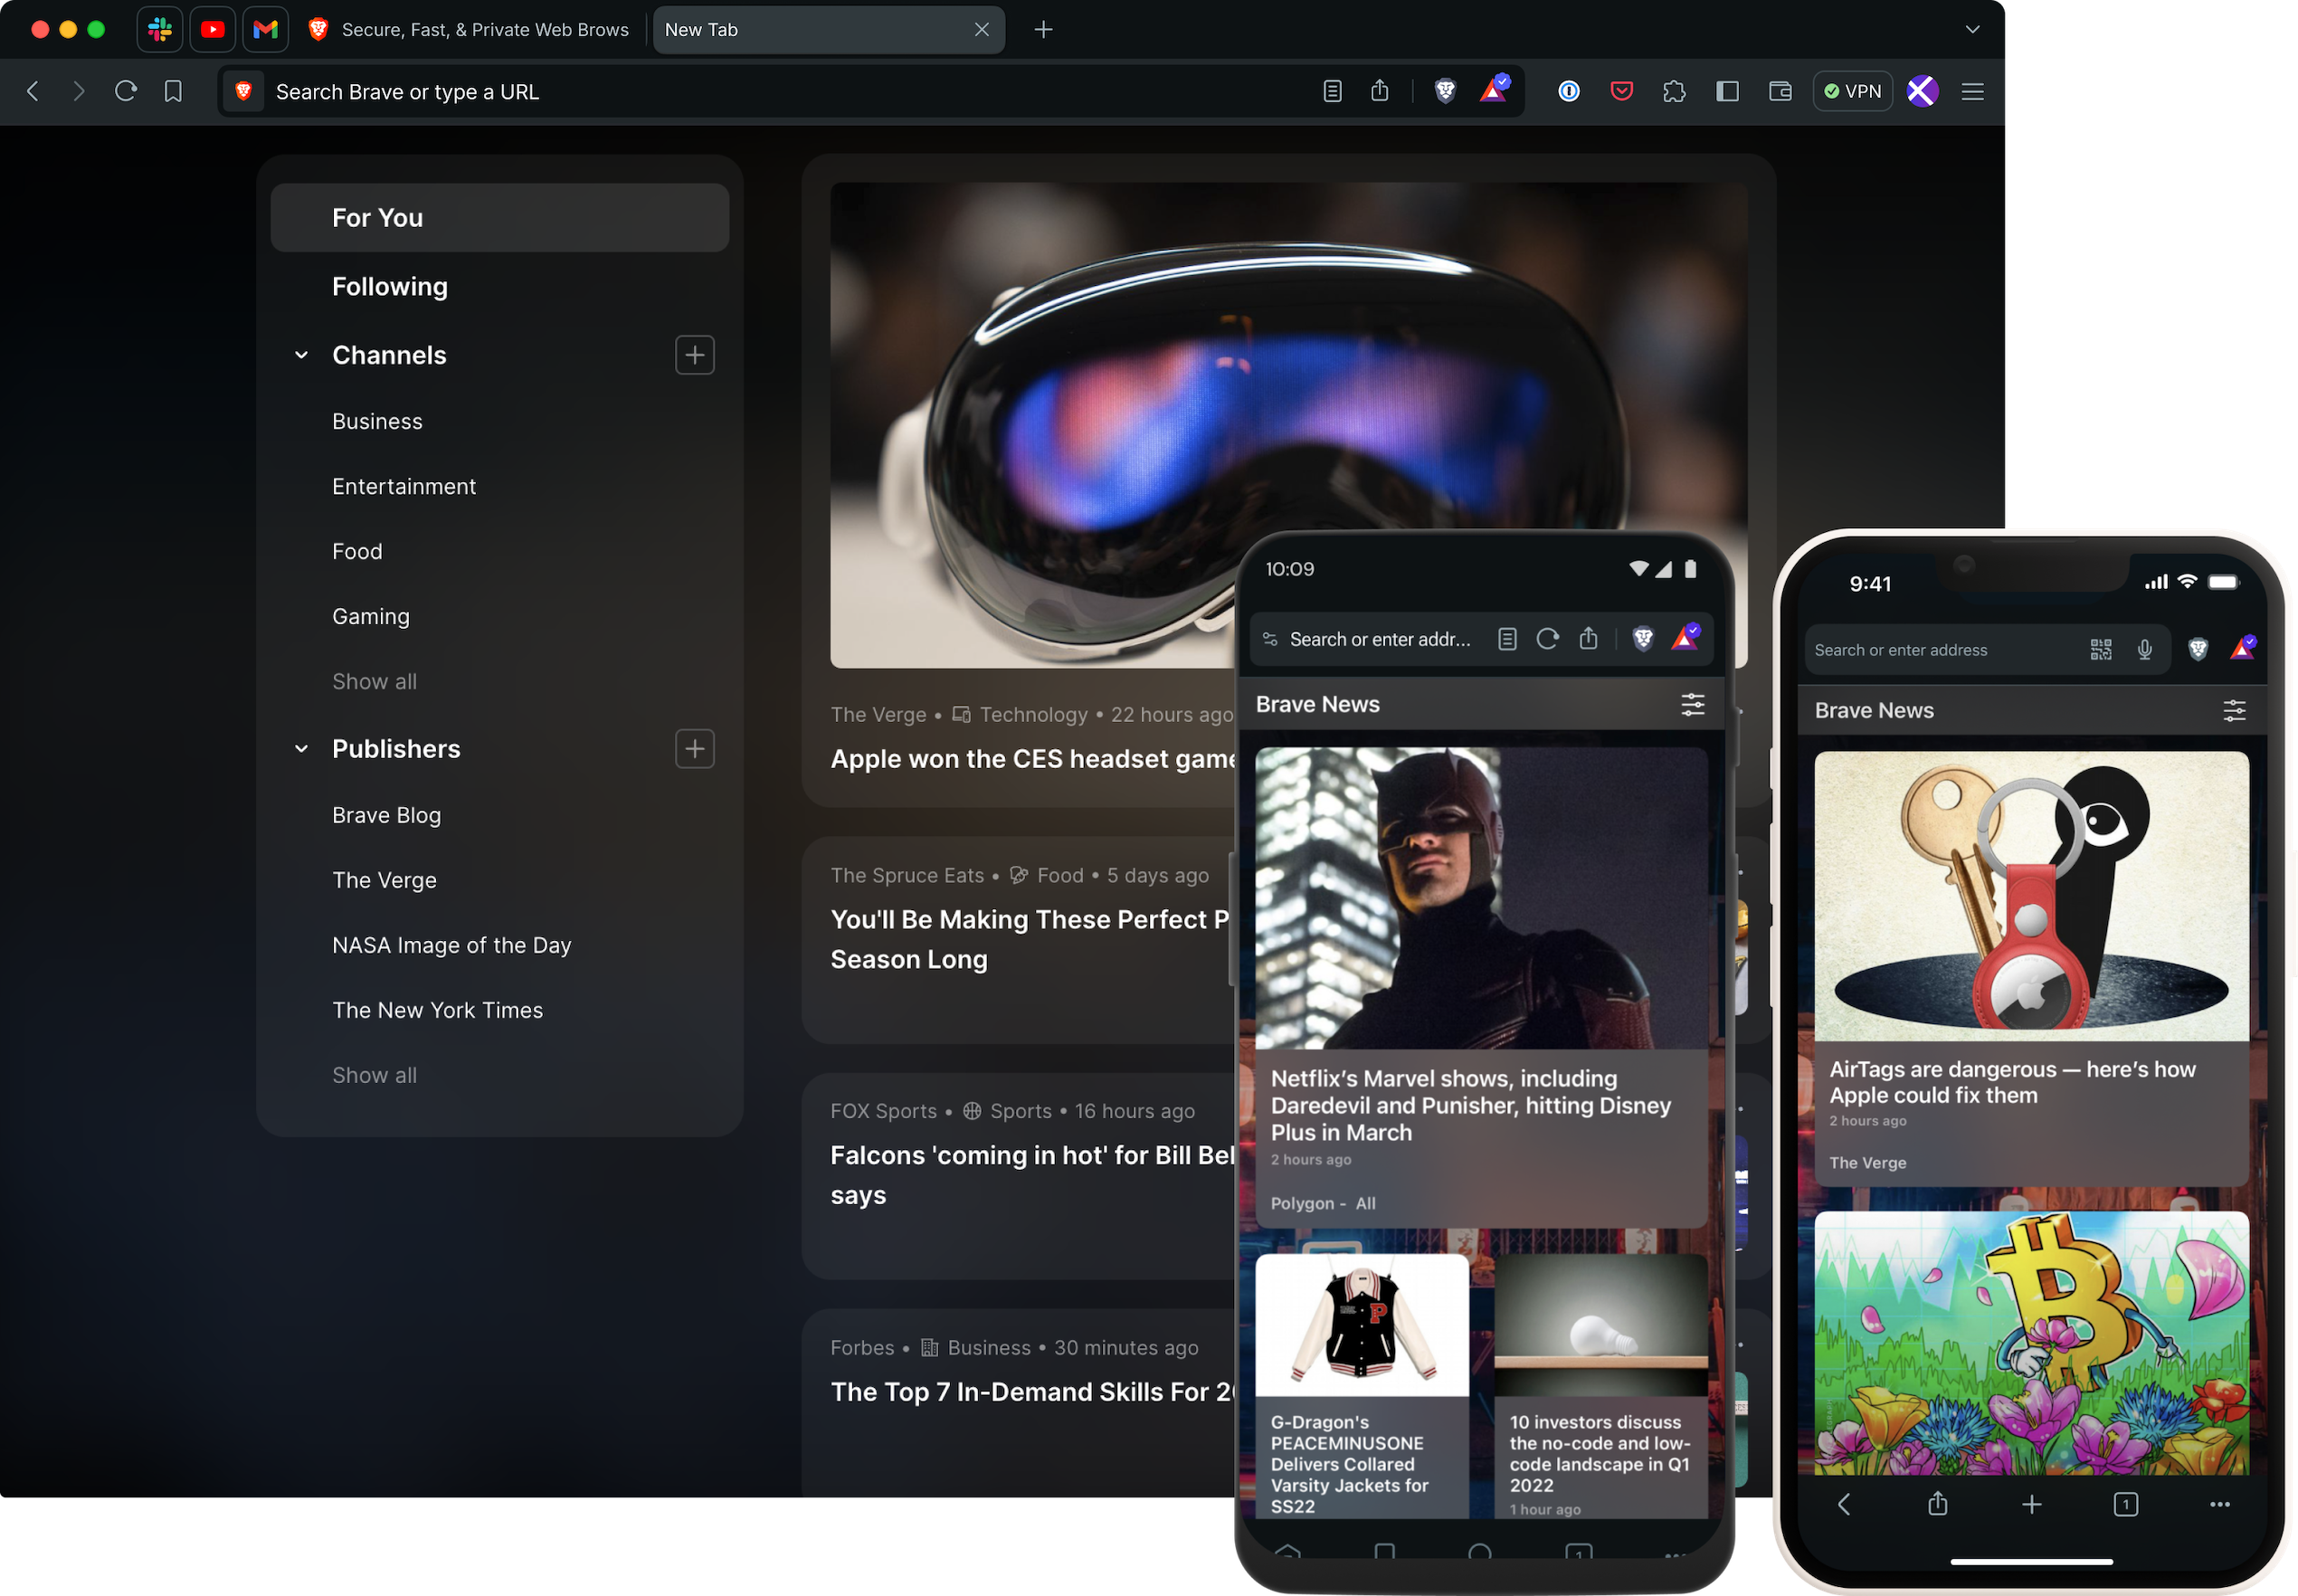 Secure, Fast, & Private Web Brows
New Tab
Search Brave or type a URL
VPN
For You
Following
Channels
Business
Entertainment
Food
Gaming
Show all
Publishers
Brave Blog
The Verge
NASA Image of the Day
The New York Times
Show all
The Verge • Technology • 22 hours ago
Apple won the CES headset game
The Spruce Eats • Food • 5 days ago
You'll Be Making These Perfect P
Season Long
FOX Sports • Sports • 16 hours ago
Falcons 'coming in hot' for Bill Bel
says
Forbes • Business • 30 minutes ago
The Top 7 In-Demand Skills For 20
10:09
Search or enter addr...
Brave News
Netflix’s Marvel shows, including
Daredevil and Punisher, hitting Disney
Plus in March
2 hours ago
Polygon - All
P
G-Dragon's
PEACEMINUSONE
Delivers Collared
Varsity Jackets for
SS22
10 investors discuss
the no-code and low-
code landscape in Q1
2022
1 hour ago
1
9:41
Search or enter address
Brave News
AirTags are dangerous — here’s how
Apple could fix them
2 hours ago
The Verge
1